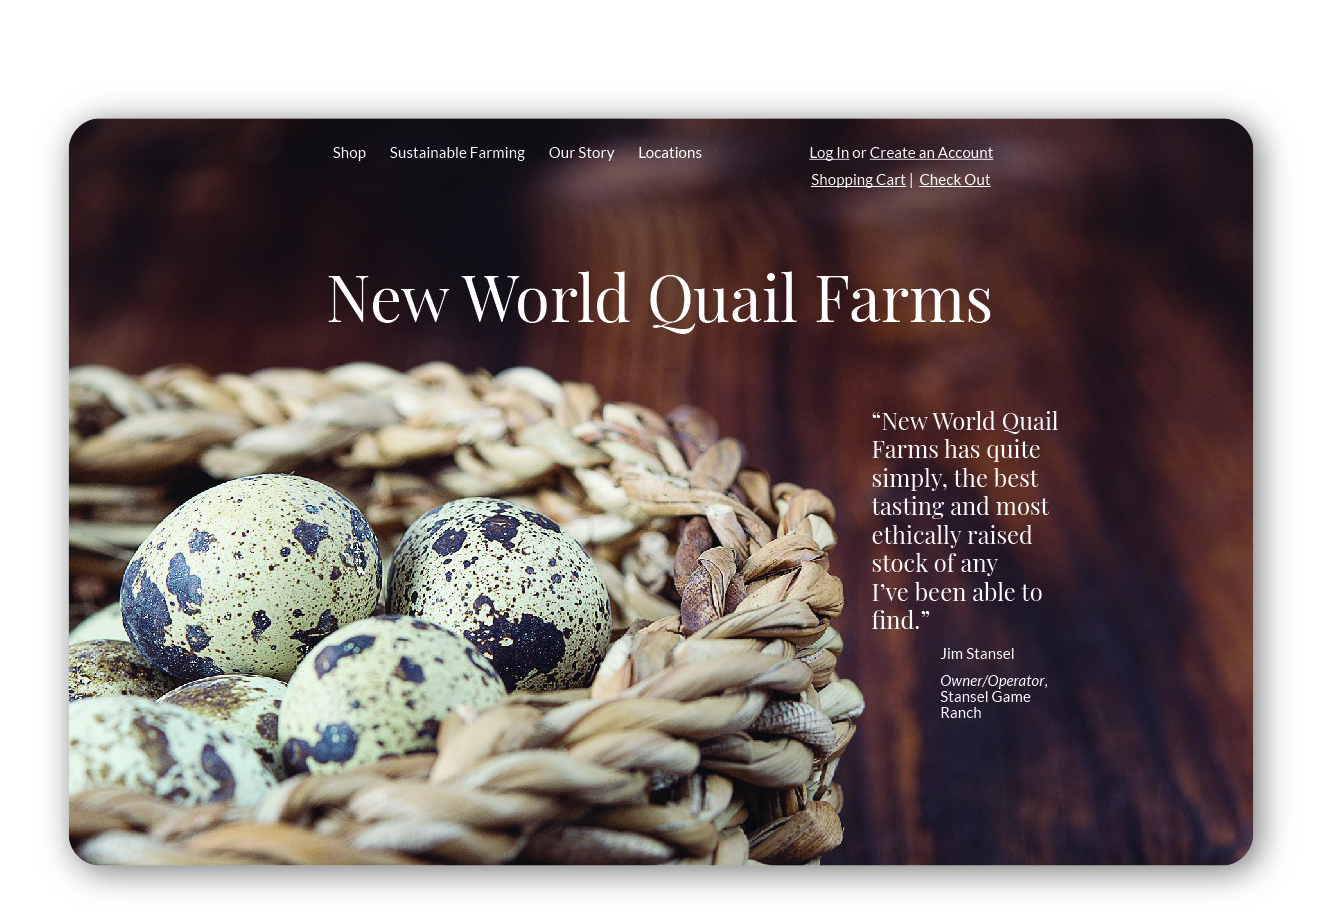 Shop Sustainable Farming Our Story Locations Log In or Create an Account
Shopping Cart | Check Out
New World Quail Farms
“New World Quail
Farms has quite
simply, the best
tasting and most
ethically raised
stock of any
I’ve been able to
find.”
Jim Stansel
Owner/Operator,
Stansel Game
Ranch